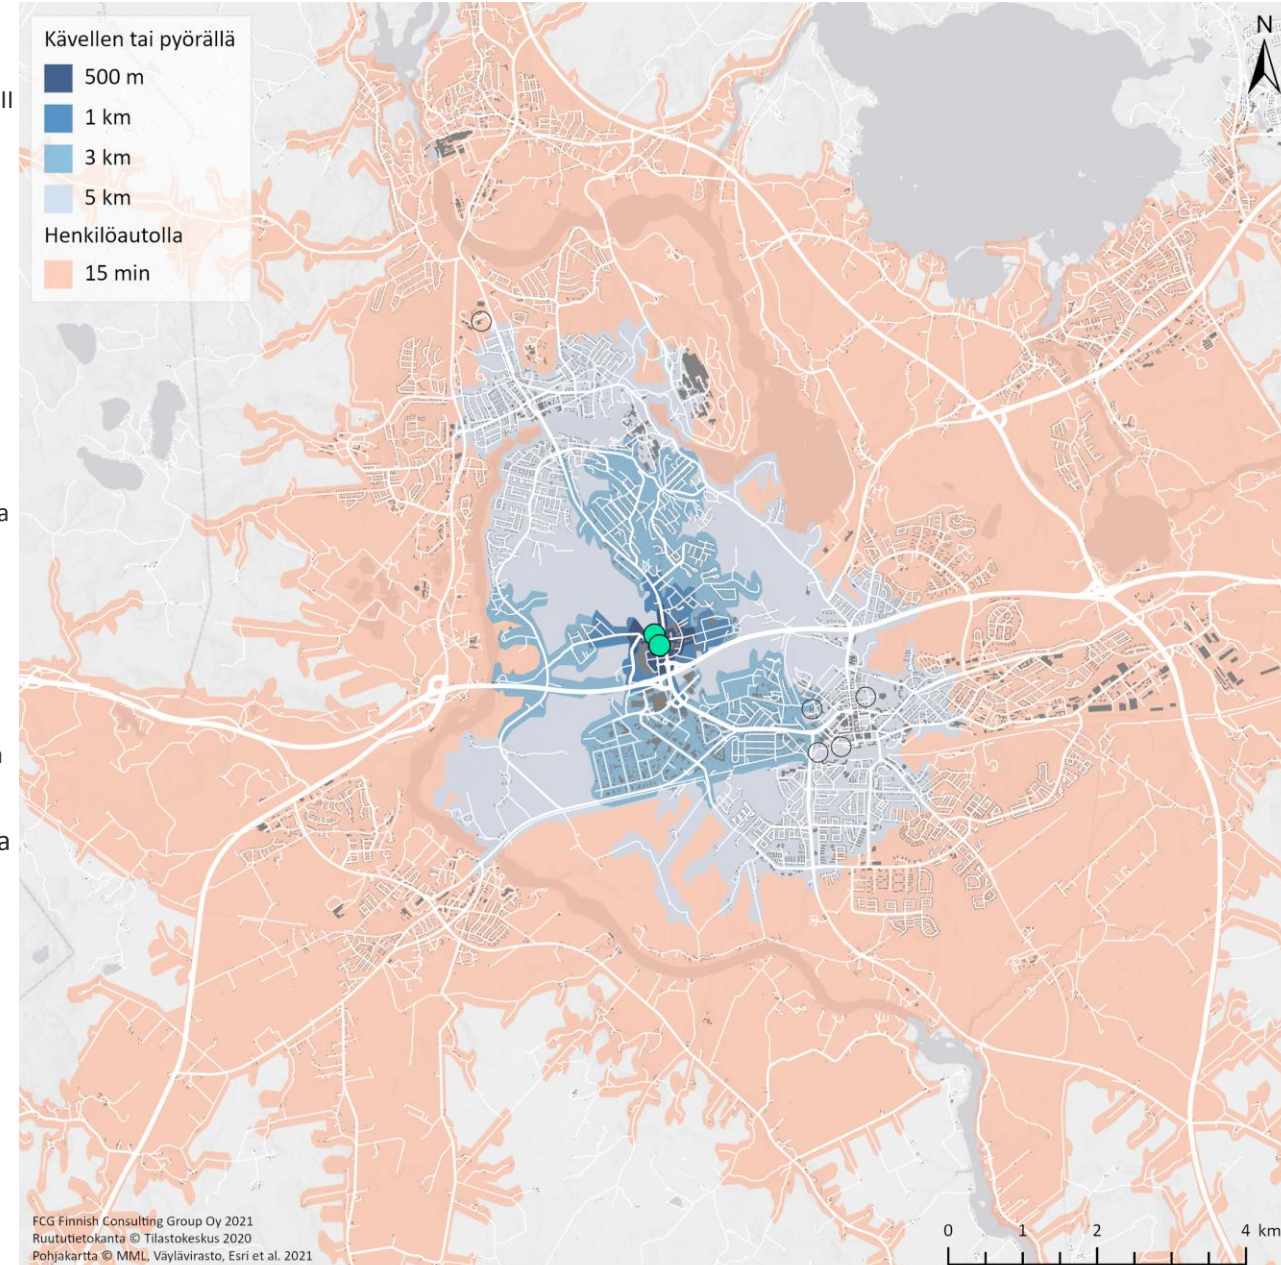 Kävellen tai pyörällä
500 m
1 km
3 km
5 km
Henkilöautolla
15 min
N
ll
a
a
FCG Finnish Consulting Group Oy 2021
Ruututietokanta © Tilastokeskus 2020
Pohjakartta © MML, Väylävirasto, Esri et al. 2021
0 1 2 4 km